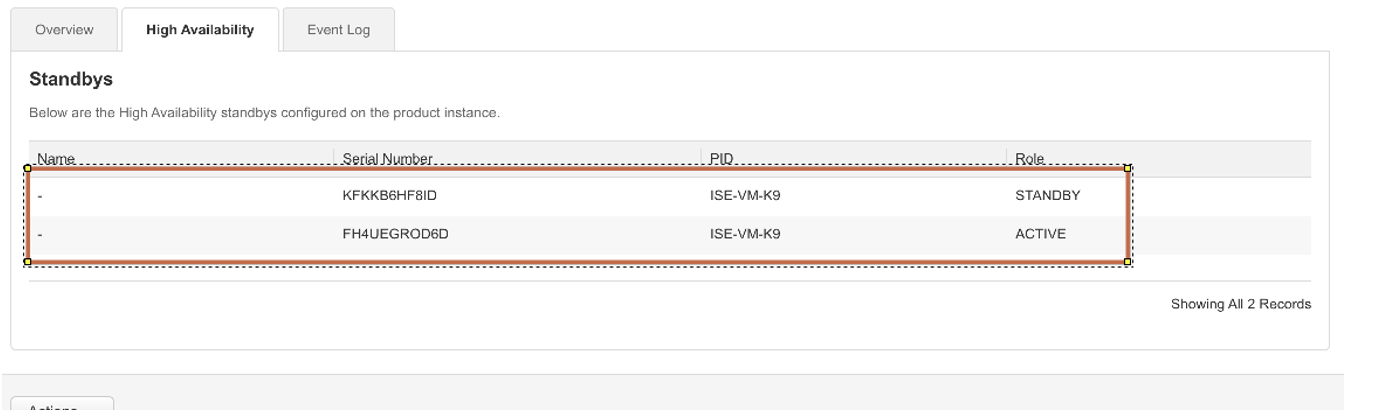 Overview High Availability Event Log
Standbys
Below are the High Availability standbys configured on the product instance.
Name Serial Number PID Role
- KFKKB6HF8ID ISE-VM-K9 STANDBY
- FH4UEGROD6D ISE-VM-K9 ACTIVE
Showing All 2 Records
Actions